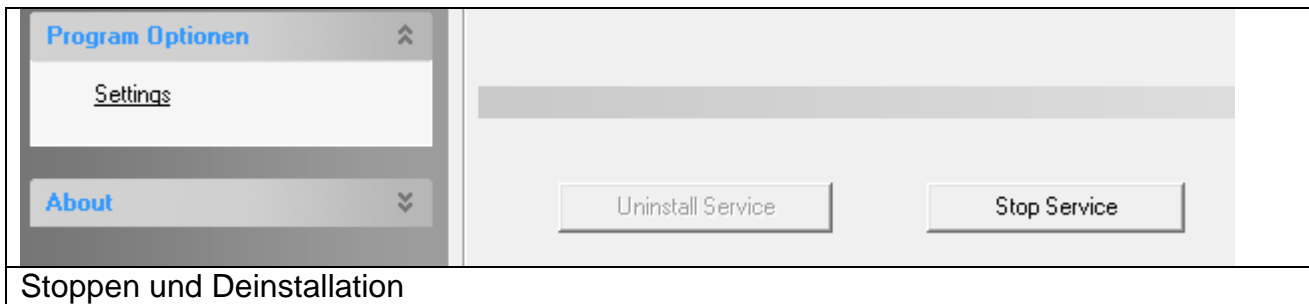 Program Optionen
Settings
About
Uninstall Service
Stop Service
Stoppen und Deinstallation